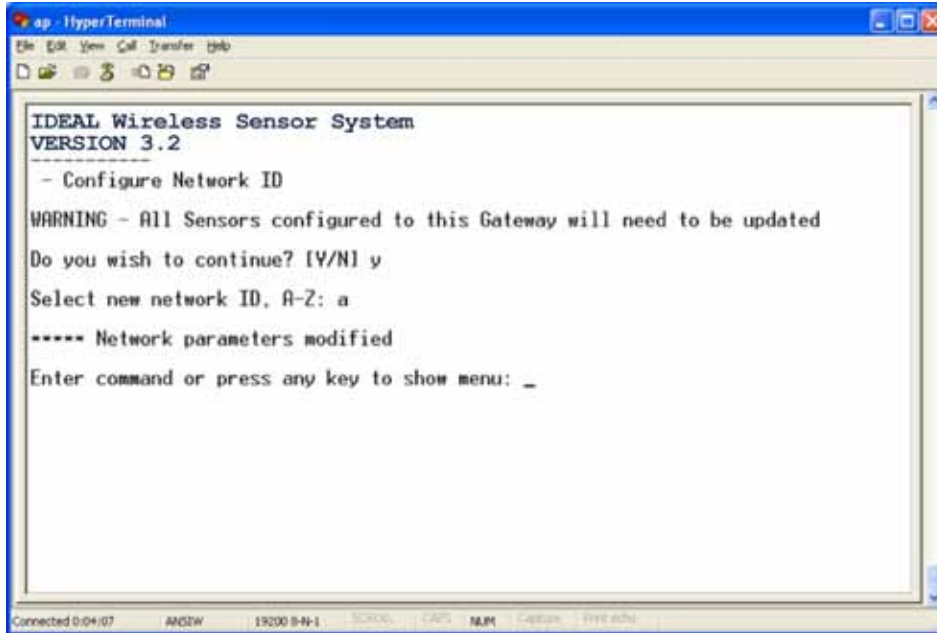 ap - HyperTerminal
File Edit View Call Transfer Help
IDEAL Wireless Sensor System
VERSION 3.2
-----------
- Configure Network ID
WARNING - All Sensors configured to this Gateway will need to be updated
Do you wish to continue? [Y/N] y
Select new network ID, A-Z: a
----- Network parameters modified
Enter command or press any key to show menu: _
Connected 0:04:07 ANSIW 19200 8-N-1 SCROLL CAPS NUM Capture Print echo